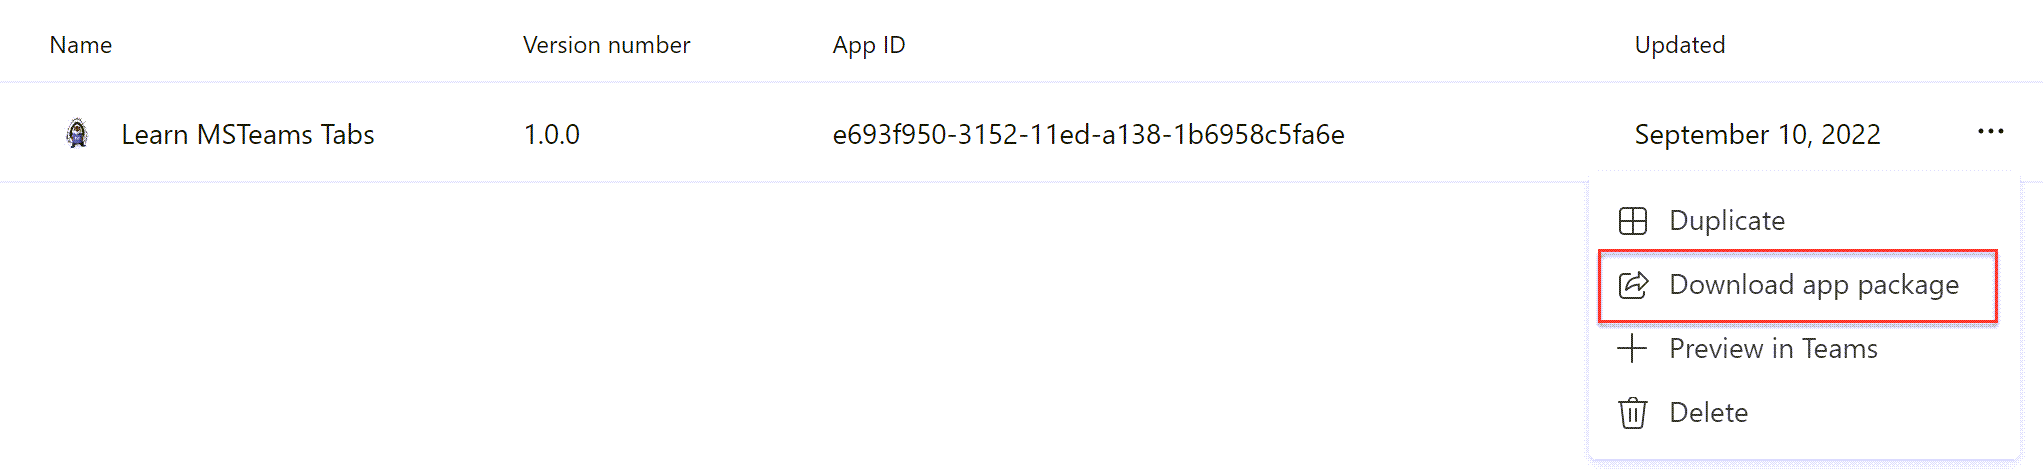 Name Version number App ID Updated
Learn MSTeams Tabs 1.0.0 e693f950-3152-11ed-a138-1b6958c5fa6e September 10, 2022 ...
Duplicate
Download app package
Preview in Teams
Delete